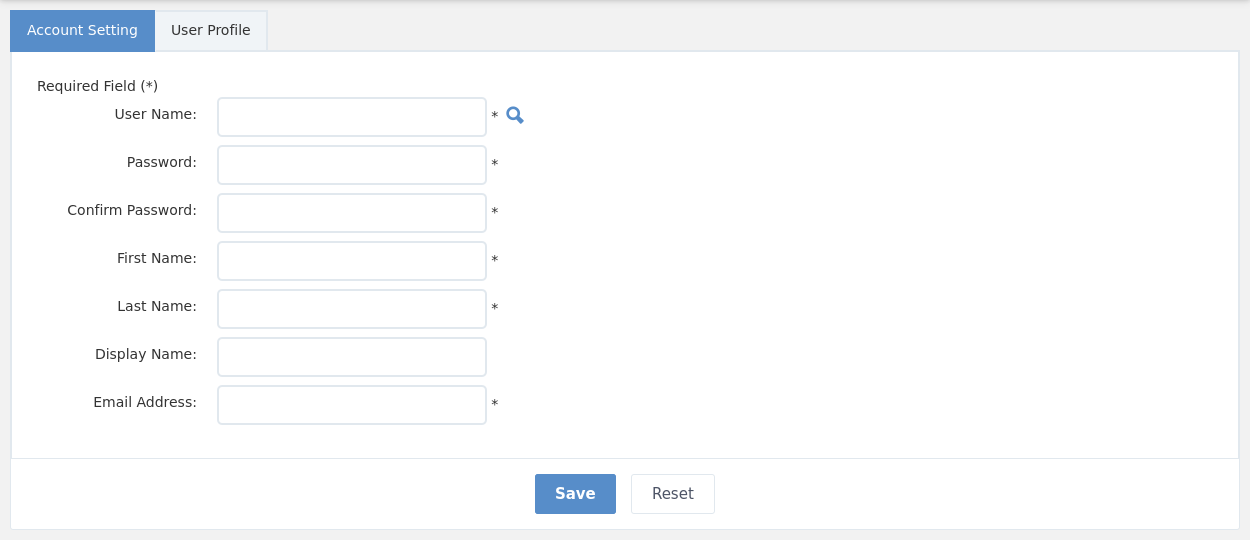 Account Setting User Profile
Required Field (*)
User Name: *
Password: *
Confirm Password: *
First Name: *
Last Name: *
Display Name:
Email Address: *
Save Reset